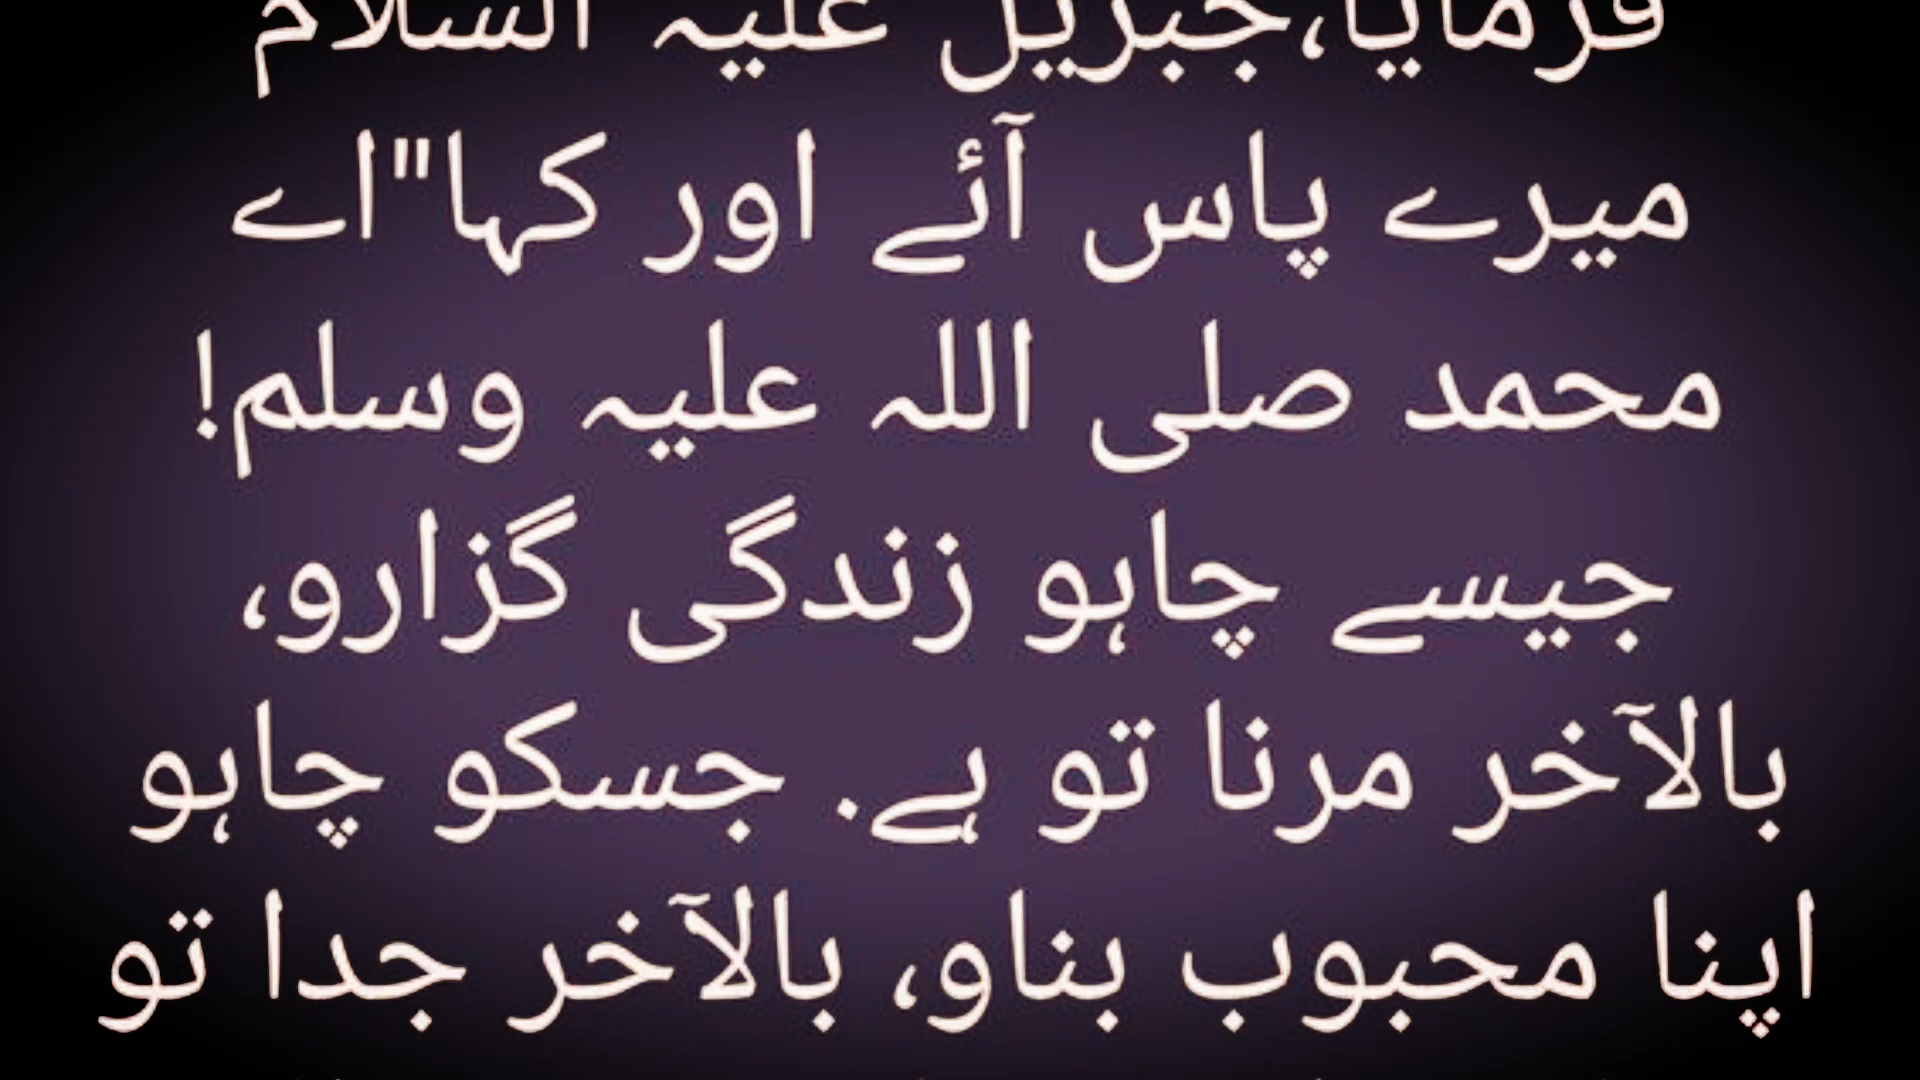 فرمایا،جبریل علیہ السلام
میرے پاس آئے اور کہا"اے
محمد صلی اللہ علیہ وسلم!
جیسے چاہو زندگی گزارو،
بالآخر مرنا تو ہے. جسکو چاہو
اپنا محبوب بناو، بالآخر جدا تو